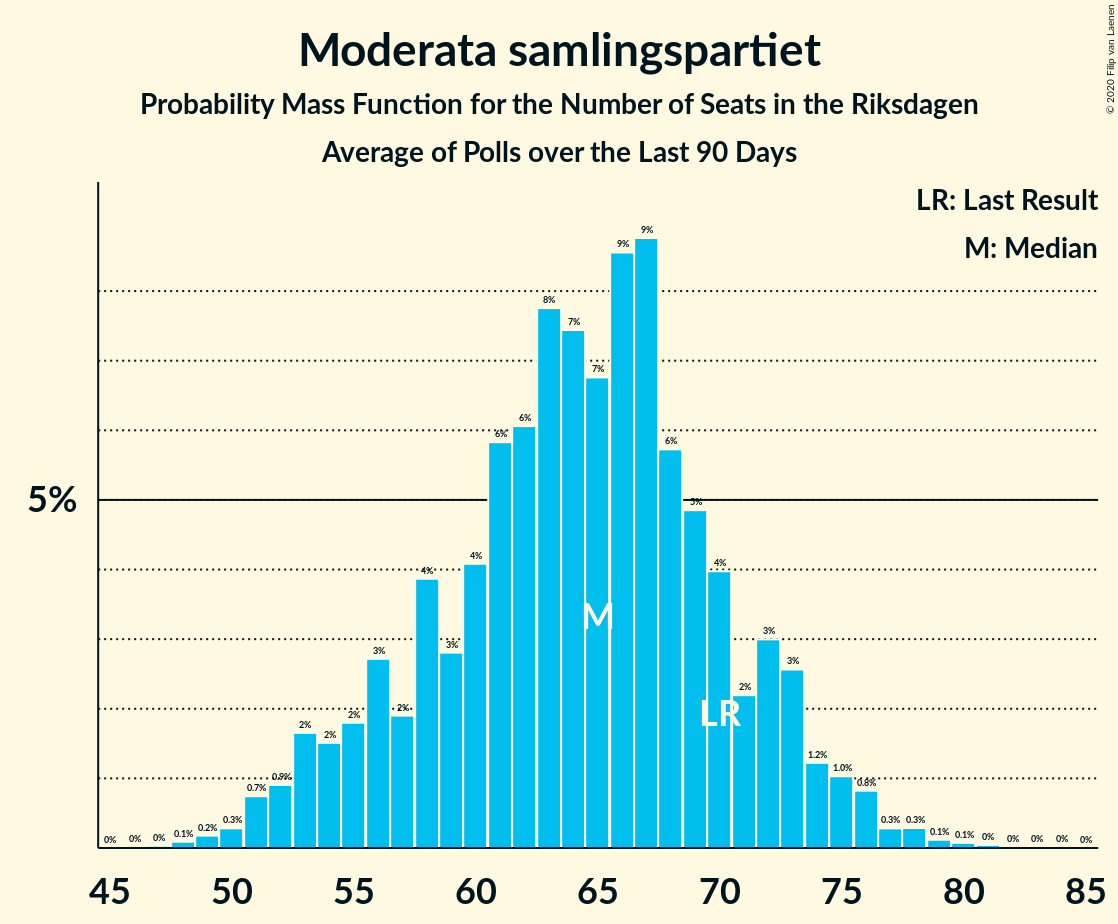 Moderata samlingspartiet
Probability Mass Function for the Number of Seats in the Riksdagen
Average of Polls over the Last 90 Days
© 2020 Filip van Laenen
LR: Last Result
M: Median
5%
0% 0% 0% 0.1% 0.2% 0.3% 0.7% 0.9% 2% 2% 2% 3% 2% 4% 3% 4% 6% 6% 8% 7% 7% 9% 9% 6% 5% 4% 2% 3% 3% 1.2% 1.0% 0.8% 0.3% 0.3% 0.1% 0.1% 0% 0% 0% 0% 0%
M
LR
45 50 55 60 65 70 75 80 85